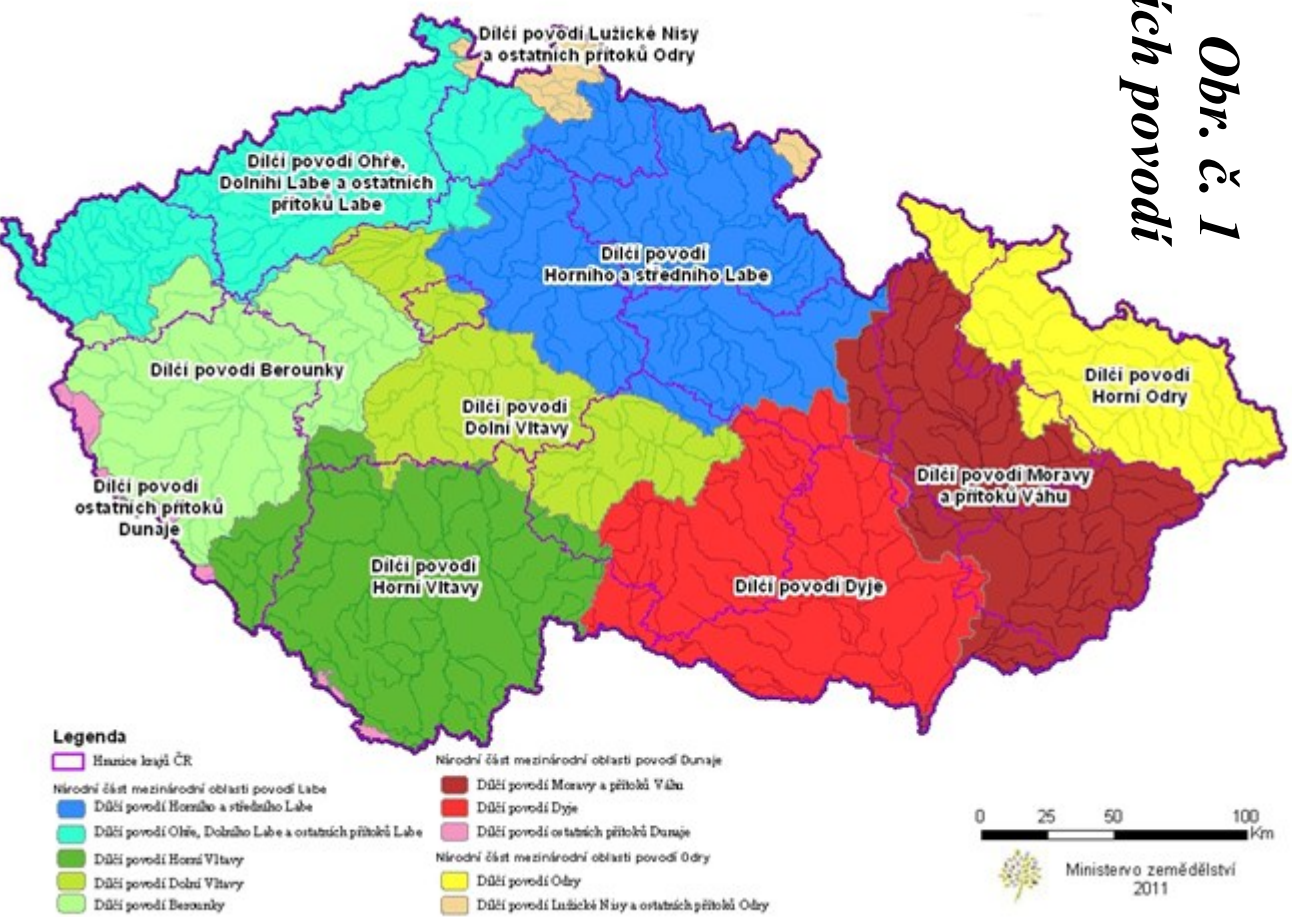 Obr. č. 1
ích povodí
Dílčí povodí Lužické Nisy
a ostatních přítoků Odry
Dílčí povodí Ohře,
Dolního Labe a ostatních
přítoků Labe
Dílčí povodí
Horního a středního Labe
Dílčí povodí Berounky
Dílčí povodí
Dolní Vltavy
Dílčí povodí
Horní Odry
Dílčí povodí Moravy
a přítoků Váhu
Dílčí povodí
ostatních přítoků
Dunaje
Dílčí povodí
Horní Vltavy
Dílčí povodí Dyje
Legenda
Hranice krajů ČR
Národní část mezinárodní oblasti povodí Labe
Dílčí povodí Horního a středního Labe
Dílčí povodí Ohře, Dolního Labe a ostatních přítoků Labe
Dílčí povodí Horní Vltavy
Dílčí povodí Dolní Vltavy
Dílčí povodí Berounky
Národní část mezinárodní oblasti povodí Dunaje
Dílčí povodí Moravy a přítoků Váhu
Dílčí povodí Dyje
Dílčí povodí ostatních přítoků Dunaje
Národní část mezinárodní oblasti povodí Odry
Dílčí povodí Odry
Dílčí povodí Lužické Nisy a ostatních přítoků Odry
0 25 50 100
Km
Ministerstvo zemědělství
2011